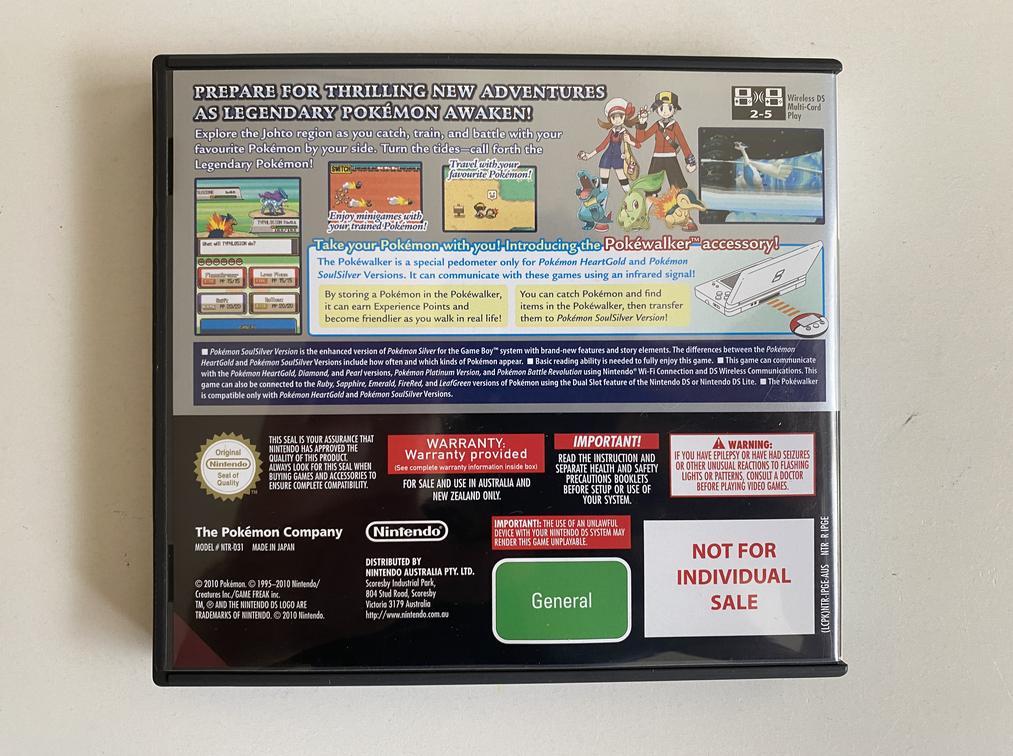 PREPARE FOR THRILLING NEW ADVENTURES
AS LEGENDARY POKÉMON AWAKEN!
Explore the Johto region as you catch, train, and battle with your
favourite Pokémon by your side. Turn the tides—call forth the
Legendary Pokémon!
Wireless DS
Multi-Card
Play
2-5
SWITCH
Enjoy minigames with
your trained Pokémon!
Travel with your
favourite Pokémon!
What will TYPHLOSION do?
Take your Pokémon with you! Introducing the Pokéwalker™ accessory!
The Pokéwalker is a special pedometer only for Pokémon HeartGold and Pokémon
SoulSilver Versions. It can communicate with these games using an infrared signal!
By storing a Pokémon in the Pokéwalker,
it can earn Experience Points and
become friendlier as you walk in real life!
You can catch Pokémon and find
items in the Pokéwalker, then transfer
them to Pokémon SoulSilver Version!
■ Pokémon SoulSilver Version is the enhanced version of Pokémon Silver for the Game Boy™ system with brand-new features and story elements. The differences between the Pokémon
HeartGold and Pokémon SoulSilver Versions include how often and which kinds of Pokémon appear. ■ Basic reading ability is needed to fully enjoy this game. ■ This game can communicate
with the Pokémon HeartGold, Diamond, and Pearl versions, Pokémon Platinum Version, and Pokémon Battle Revolution using Nintendo® Wi-Fi Connection and DS Wireless Communications. This
game can also be connected to the Ruby, Sapphire, Emerald, FireRed, and LeafGreen versions of Pokémon using the Dual Slot feature of the Nintendo DS or Nintendo DS Lite. ■ The Pokéwalker
is compatible only with Pokémon HeartGold and Pokémon SoulSilver Versions.
Original
Nintendo
Seal of
Quality
TM
THIS SEAL IS YOUR ASSURANCE THAT
NINTENDO HAS APPROVED THE
QUALITY OF THIS PRODUCT.
ALWAYS LOOK FOR THIS SEAL WHEN
BUYING GAMES AND ACCESSORIES TO
ENSURE COMPLETE COMPATIBILITY.
WARRANTY:
Warranty provided
(See complete warranty information inside box)
FOR SALE AND USE IN AUSTRALIA AND
NEW ZEALAND ONLY.
IMPORTANT!
READ THE INSTRUCTION AND
SEPARATE HEALTH AND SAFETY
PRECAUTIONS BOOKLETS
BEFORE SETUP OR USE OF
YOUR SYSTEM.
WARNING:
IF YOU HAVE EPILEPSY OR HAVE HAD SEIZURES
OR OTHER UNUSUAL REACTIONS TO FLASHING
LIGHTS OR PATTERNS, CONSULT A DOCTOR
BEFORE PLAYING VIDEO GAMES.
The Pokémon Company
MODEL # NTR-031 MADE IN JAPAN
Nintendo®
IMPORTANT: THE USE OF AN UNLAWFUL
DEVICE WITH YOUR NINTENDO DS SYSTEM MAY
RENDER THIS GAME UNPLAYABLE.
DISTRIBUTED BY
NINTENDO AUSTRALIA PTY. LTD.
Scoresby Industrial Park,
804 Stud Road, Scoresby
Victoria 3179 Australia
http://www.nintendo.com.au
© 2010 Pokémon. © 1995–2010 Nintendo/
Creatures Inc./GAME FREAK inc.
TM, ® AND THE NINTENDO DS LOGO ARE
TRADEMARKS OF NINTENDO. © 2010 Nintendo.
General
NOT FOR
INDIVIDUAL
SALE
(LCPK)NTR-IPGE-AUS NTR-R IPGE